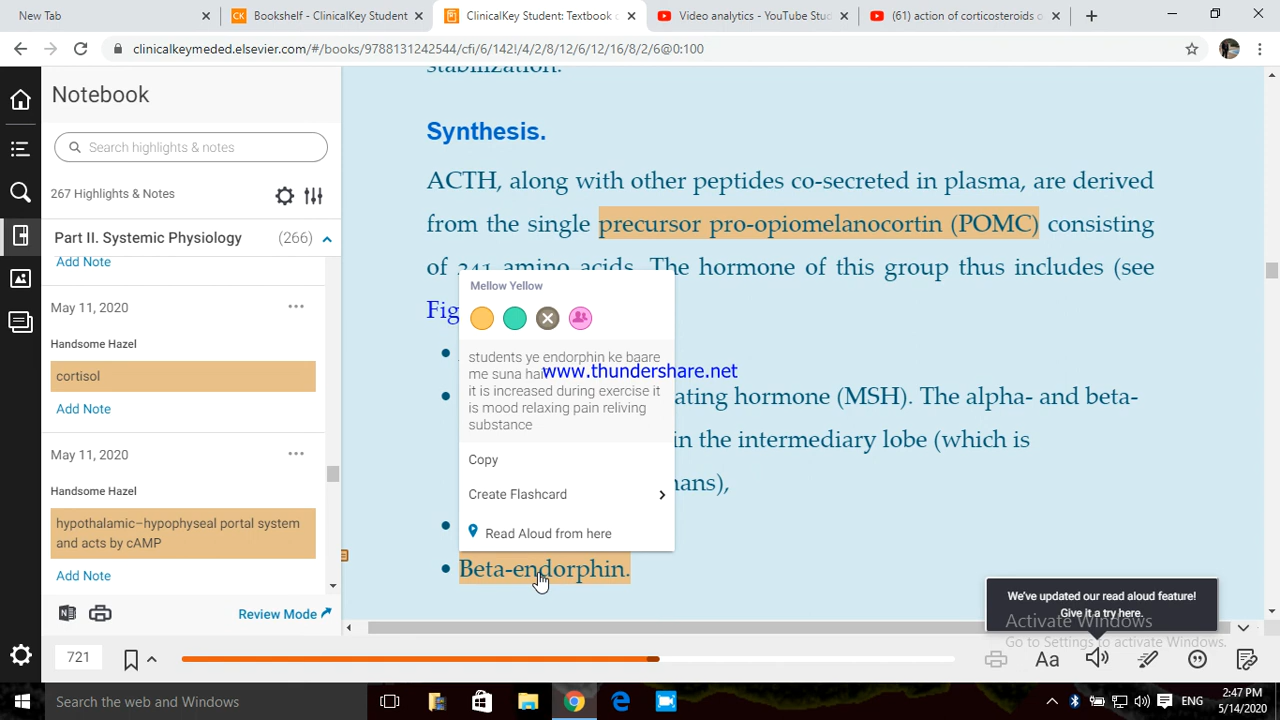 New Tab
Bookshelf - ClinicalKey Student
ClinicalKey Student: Textbook
Video analytics - YouTube Stu
(61) action of corticosteroids o
clinicalkeymeded.elsevier.com/#/books/9788131242544/cfi/6/142!/4/2/8/12/6/12/16/8/2/6@0:100
Notebook
Search highlights & notes
267 Highlights & Notes
Part II. Systemic Physiology (266)
Add Note
May 11, 2020
Handsome Hazel
cortisol
Add Note
May 11, 2020
Handsome Hazel
hypothalamic–hypophyseal portal system
and acts by cAMP
Add Note
Review Mode
stabilization.
Synthesis.
ACTH, along with other peptides co-secreted in plasma, are derived
from the single precursor pro-opiomelanocortin (POMC) consisting
of 241 amino acids. The hormone of this group thus includes (see
Fig
Mellow Yellow
students ye endorphin ke baare
me suna hai
it is increased during exercise it
is mood relaxing pain reliving
substance
www.thundershare.net
Copy
Create Flashcard
Read Aloud from here
ating hormone (MSH). The alpha- and beta-
in the intermediary lobe (which is
nans),
• Beta-endorphin.
We've updated our read aloud feature!
Give it a try here.
Activate Windows
Go to Settings to activate Windows.
721
Aa
Search the web and Windows
ENG
2:47 PM
5/14/2020